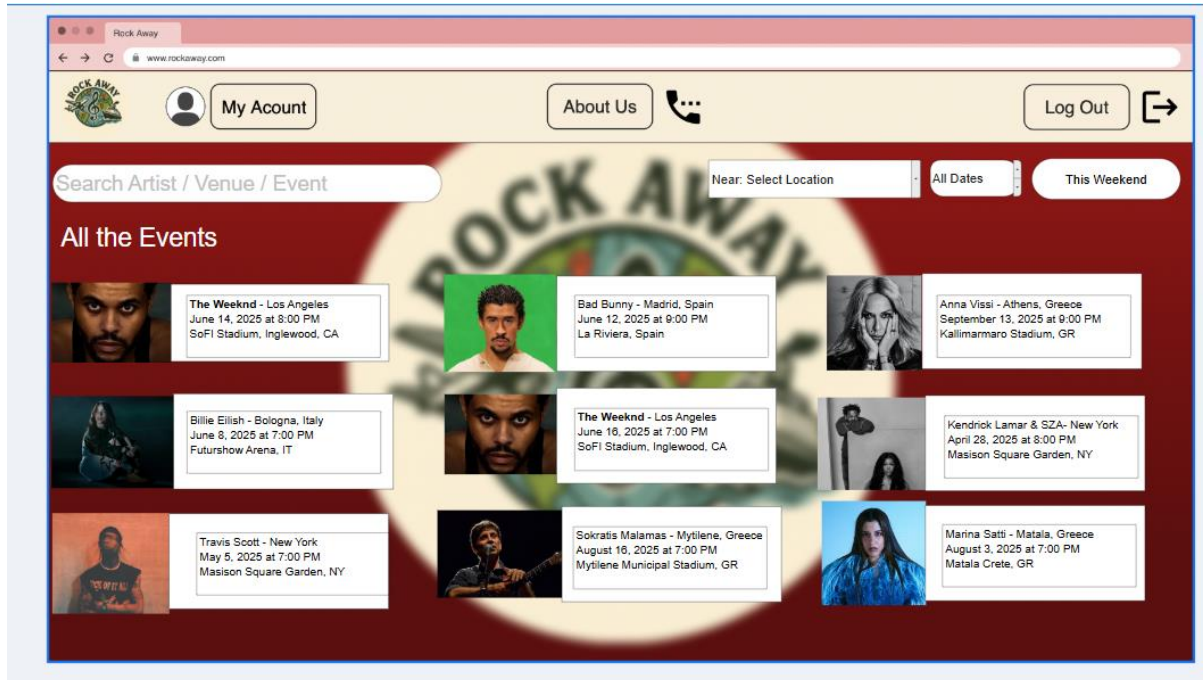 Rock Away
www.rockaway.com
ROCK AWAY
My Acount
About Us
Log Out
Search Artist / Venue / Event
Near: Select Location
All Dates
This Weekend
ROCK AWAY
All the Events
The Weeknd - Los Angeles
June 14, 2025 at 8:00 PM
SoFI Stadium, Inglewood, CA
Bad Bunny - Madrid, Spain
June 12, 2025 at 9:00 PM
La Riviera, Spain
Anna Vissi - Athens, Greece
September 13, 2025 at 9:00 PM
Kallimarmaro Stadium, GR
Billie Eilish - Bologna, Italy
June 8, 2025 at 7:00 PM
Futurshow Arena, IT
The Weeknd - Los Angeles
June 16, 2025 at 7:00 PM
SoFI Stadium, Inglewood, CA
Kendrick Lamar & SZA- New York
April 28, 2025 at 8:00 PM
Masison Square Garden, NY
Travis Scott - New York
May 5, 2025 at 7:00 PM
Masison Square Garden, NY
Sokratis Malamas - Mytilene, Greece
August 16, 2025 at 7:00 PM
Mytilene Municipal Stadium, GR
Marina Satti - Matala, Greece
August 3, 2025 at 7:00 PM
Matala Crete, GR